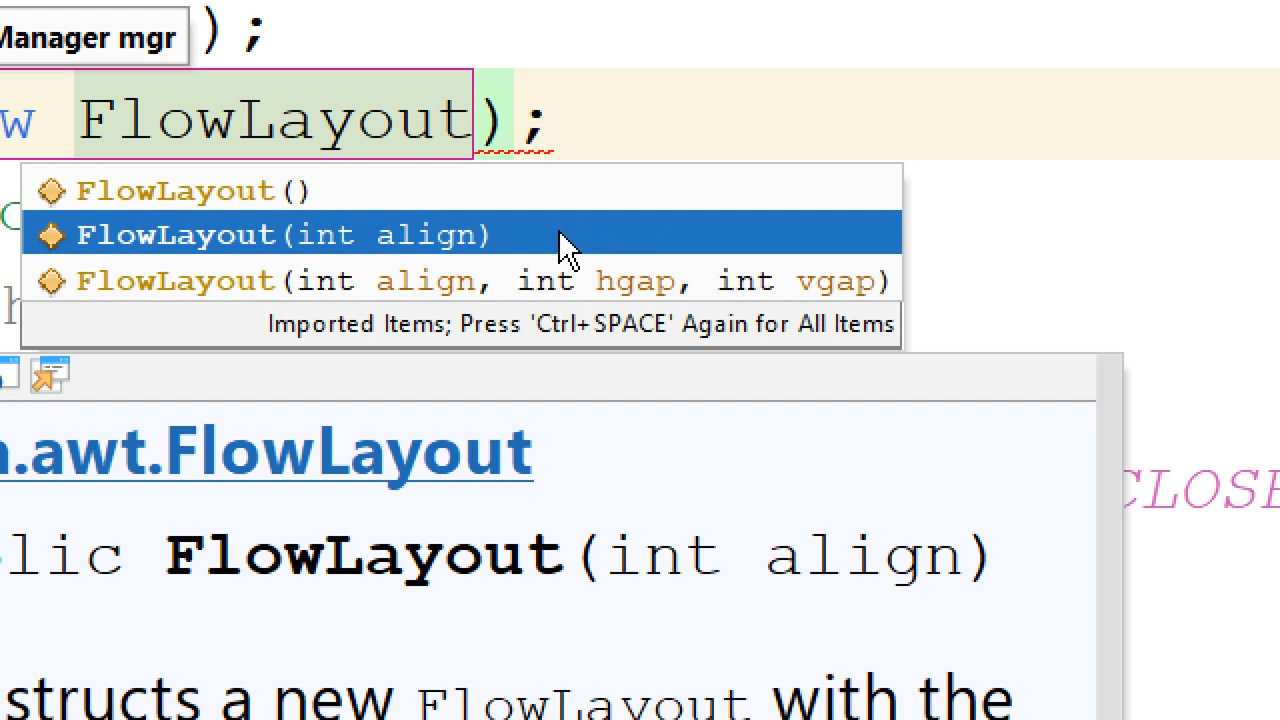 Manager mgr );
w FlowLayout);
FlowLayout()
FlowLayout(int align)
FlowLayout(int align, int hgap, int vgap)
Imported Items; Press 'Ctrl+SPACE' Again for All Items
.awt.FlowLayout
CLOSE
lic FlowLayout(int align)
structs a new FlowLayout with the